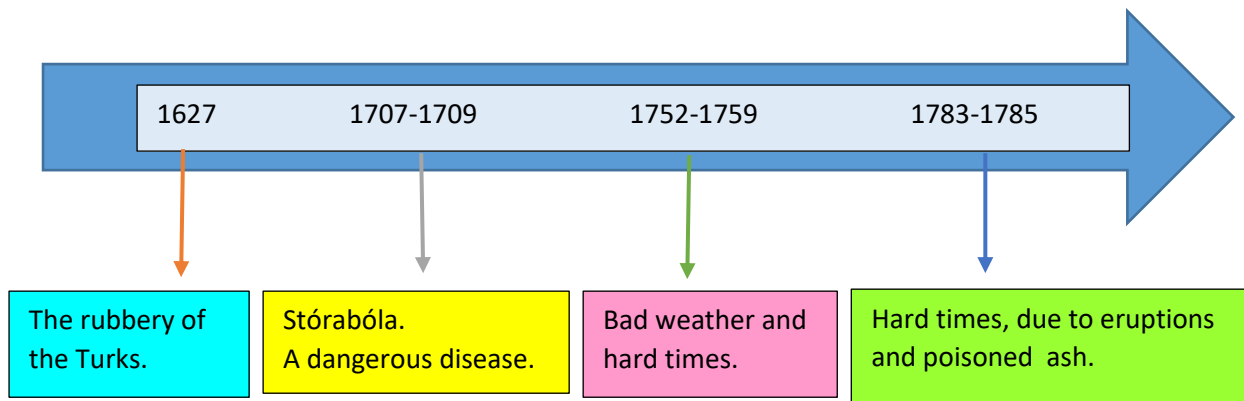 1627 1707-1709 1752-1759 1783-1785
The rubbery of
the Turks.
Stórabóla.
A dangerous disease.
Bad weather and
hard times.
Hard times, due to eruptions
and poisoned ash.